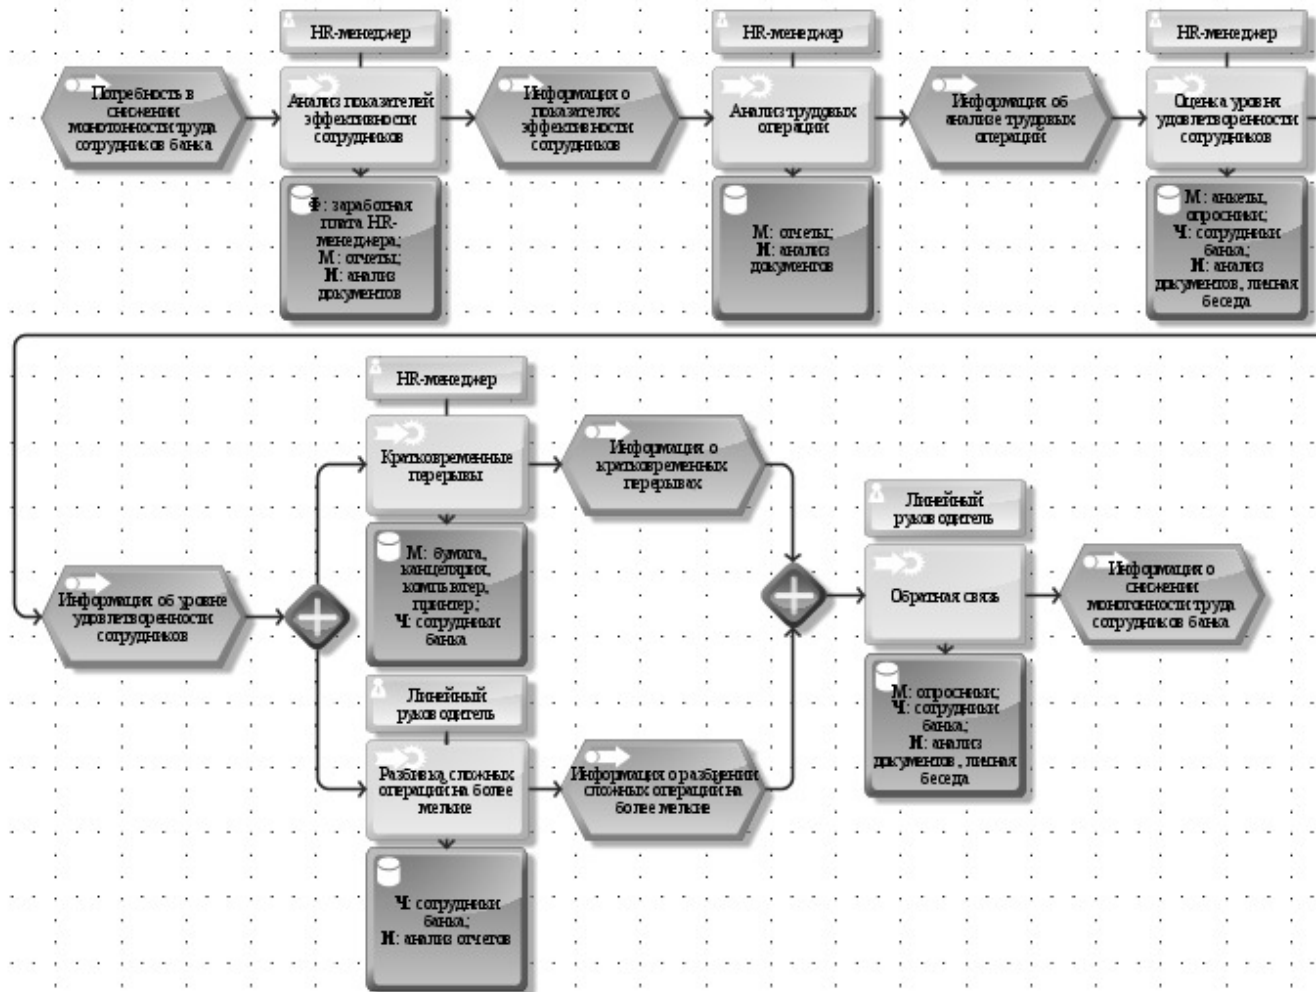 HR-менеджер
Потребность в
снижении
монотонности труда
сотрудников банка
Анализ показателей
эффективности
сотрудников
Ф: заработная
плата HR-
менеджера;
М: отчеты;
И: анализ
документов
Информация о
показателях
эффективности
сотрудников
HR-менеджер
Анализ трудовых
операций
М: отчеты;
И: анализ
документов
Информация об
анализе трудовых
операций
HR-менеджер
Оценка уровня
удовлетворенности
сотрудников
М: анкеты,
опросники;
Ч: сотрудники
банка;
И: анализ
документов, личная
беседа
Информация об уровне
удовлетворенности
сотрудников
HR-менеджер
Кратковременные
перерывы
М: бумага,
канцелярия,
компьютер,
принтер;
Ч: сотрудники
банка
Информация о
кратковременных
перерывах
Линейный
руководитель
Разбивка сложных
операций на более
мелкие
Ч: сотрудники
банка;
И: анализ отчетов
Информация о разбиении
сложных операций на
более мелкие
Линейный
руководитель
Обратная связь
М: опросники;
Ч: сотрудники
банка;
И: анализ
документов, личная
беседа
Информация о
снижении
монотонности труда
сотрудников банка